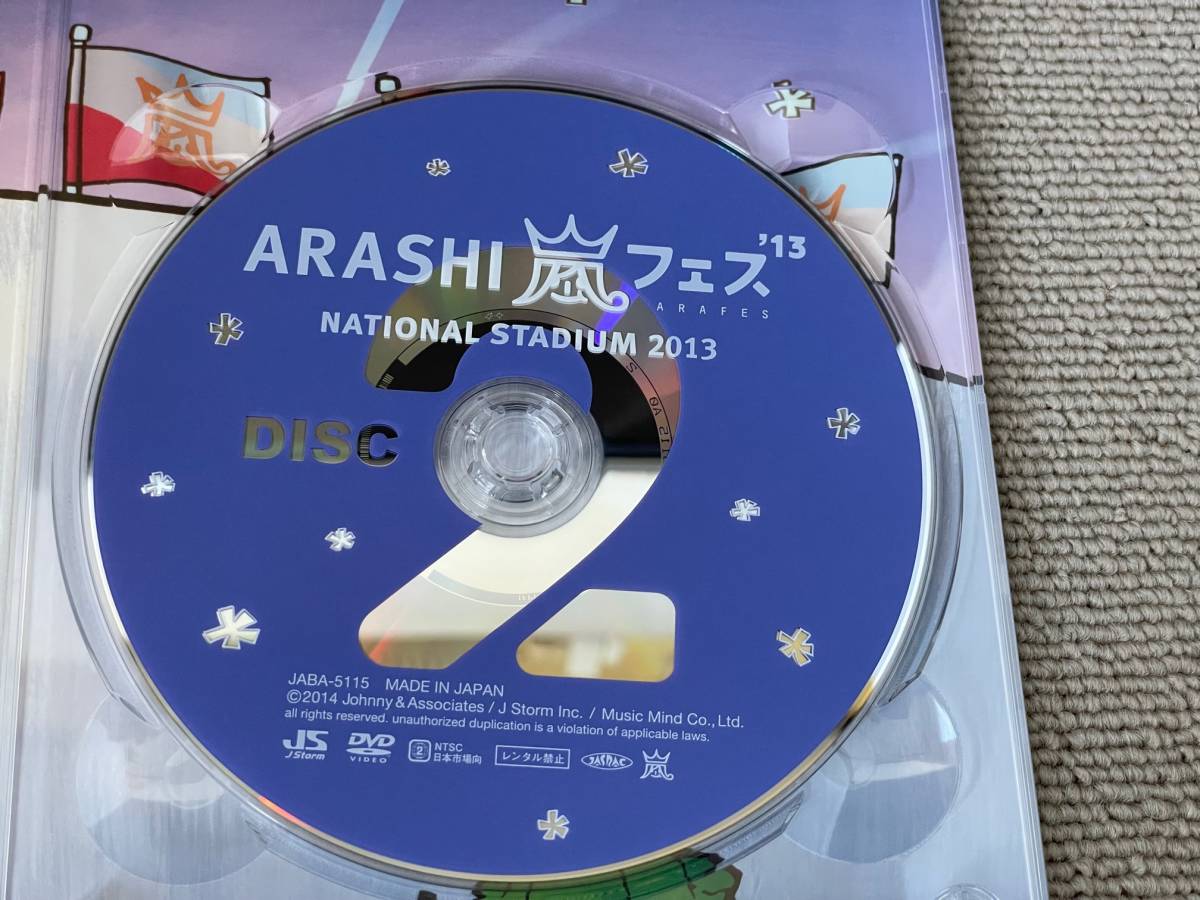 ARASHI 嵐フェス'13
ARAFES
NATIONAL STADIUM 2013
DISC
2
JABA-5115 MADE IN JAPAN
©2014 Johnny & Associates / J Storm Inc. / Music Mind Co., Ltd.
all rights reserved. unauthorized duplication is a violation of applicable laws.
JS
J Storm
DVD
VIDEO
2
NTSC
日本市場向
レンタル禁止
JASRAC
嵐